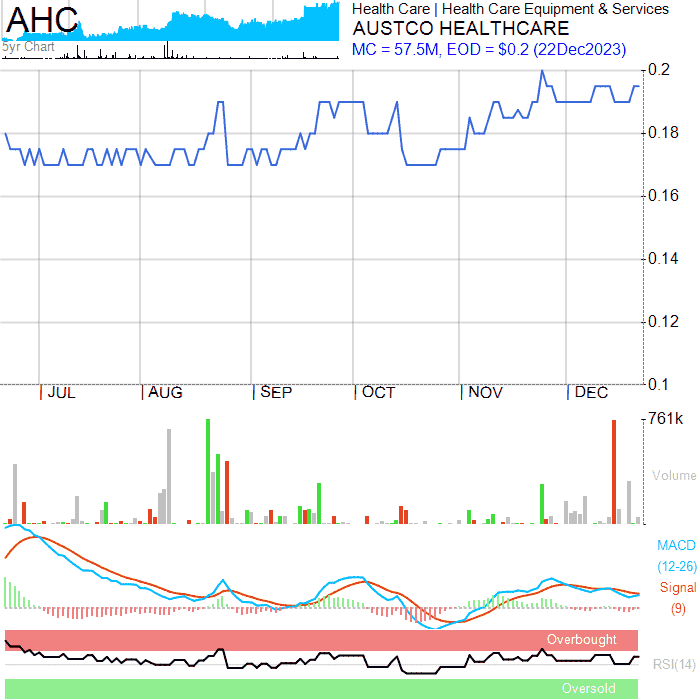 AHC
5yr Chart
Health Care | Health Care Equipment & Services
AUSTCO HEALTHCARE
MC = 57.5M, EOD = $0.2 (22Dec2023)
0.2
0.18
0.16
0.14
0.12
0.1
JUL
AUG
SEP
OCT
NOV
DEC
761k
Volume
MACD
(12-26)
Signal
(9)
Overbought
RSI(14)
Oversold